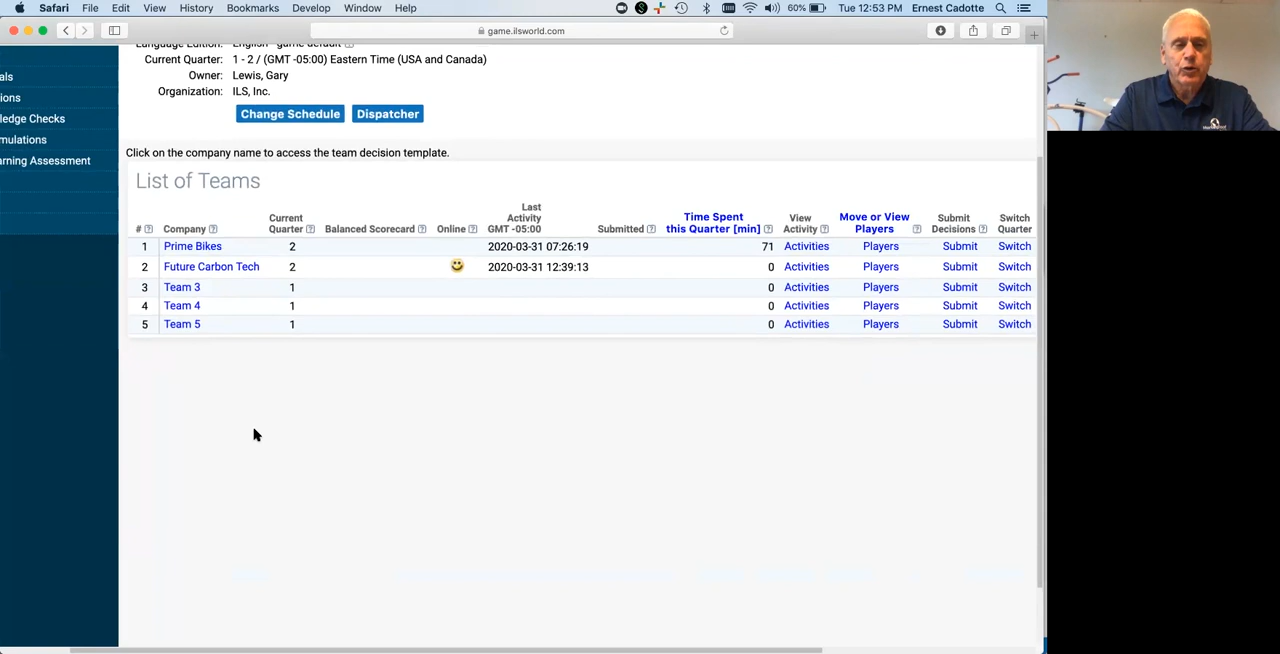 Safari File Edit View History Bookmarks Develop Window Help 60% Tue 12:53 PM Ernest Cadotte
game.ilsworld.com
Language Edition: English - game default
als
Current Quarter: 1 - 2 / (GMT -05:00) Eastern Time (USA and Canada)
Owner: Lewis, Gary
ions
Organization: ILS, Inc.
ledge Checks
Change Schedule Dispatcher
mulations
Click on the company name to access the team decision template.
arning Assessment
List of Teams
# Company Current Quarter Balanced Scorecard Online Last Activity GMT -05:00 Submitted Time Spent this Quarter [min] View Activity Move or View Players Submit Decisions Switch Quarter
1 Prime Bikes 2 2020-03-31 07:26:19 71 Activities Players Submit Switch
2 Future Carbon Tech 2 2020-03-31 12:39:13 0 Activities Players Submit Switch
3 Team 3 1 0 Activities Players Submit Switch
4 Team 4 1 0 Activities Players Submit Switch
5 Team 5 1 0 Activities Players Submit Switch